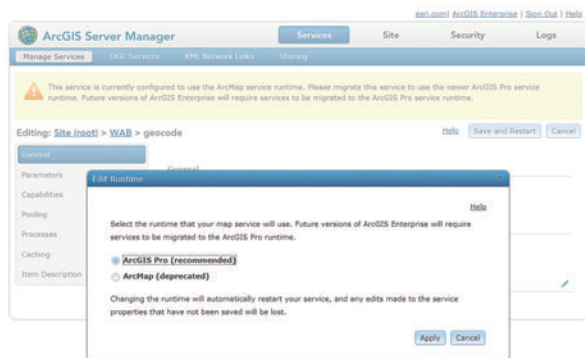 esri.com| ArcGIS Enterprise | Sign Out | Help
ArcGIS Server Manager
Services Site Security Logs
Manage Services OGC Services KML Network Links Sharing
This service is currently configured to use the ArcMap service runtime. Please migrate this service to use the newer ArcGIS Pro service
runtime. Future versions of ArcGIS Enterprise will require services to be migrated to the ArcGIS Pro service runtime.
Editing: Site (root) > WAB > geocode
Help Save and Restart Cancel
General
Parameters
Capabilities
Pooling
Processes
Caching
Item Description
General
Edit Runtime
Help
Select the runtime that your map service will use. Future versions of ArcGIS Enterprise will require
services to be migrated to the ArcGIS Pro runtime.
ArcGIS Pro (recommended)
ArcMap (deprecated)
Changing the runtime will automatically restart your service, and any edits made to the service
properties that have not been saved will be lost.
Apply Cancel